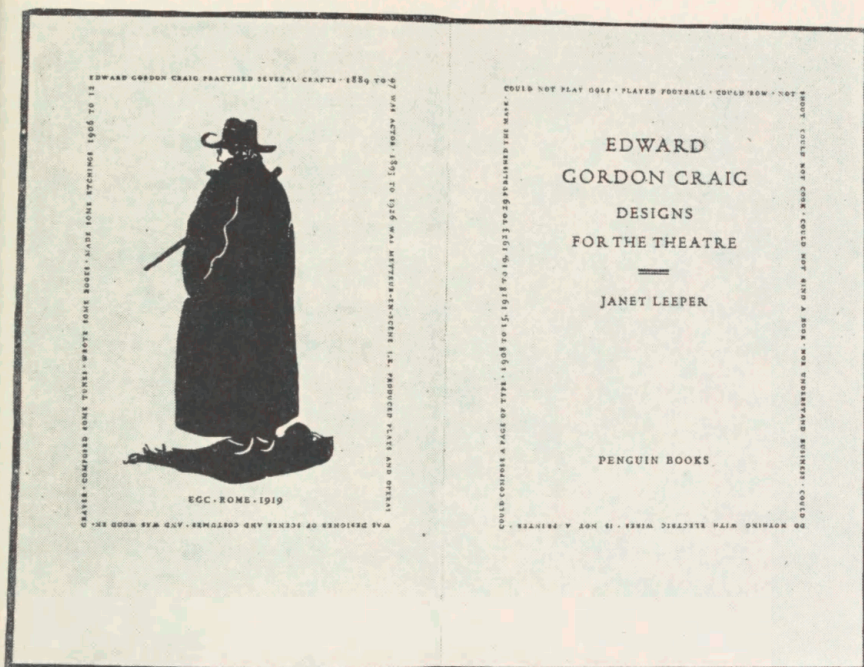 EDWARD GORDON CRAIG PRACTISED SEVERAL CRAFTS · 1889 TO 97
WAS ACTOR · 1893 TO 1926 WAS METTEUR-EN-SCÈNE I.E. PRODUCED PLAYS AND OPERAS
WAS DESIGNER OF SCENES AND COSTUMES · AND WAS WOOD EN
GRAVER · COMPOSED SOME TUNES · WROTE SOME BOOKS · MADE SOME ETCHINGS 1906 TO 12
EGC · ROME · 1919
COULD NOT PLAY GOLF · PLAYED FOOTBALL · COULD ROW · NOT
SHOOT · COULD NOT COOK · COULD NOT BIND A BOOK · NOR UNDERSTAND BUSINESS · COULD
DO NOTHING WITH ELECTRIC WIRES · IS NOT A PRINTER ·
COULD COMPOSE A PAGE OF TYPE · 1908 TO 15, 1918 TO 19, 1923 TO 29 PUBLISHED THE MASK ·
EDWARD
GORDON CRAIG
DESIGNS
FOR THE THEATRE
JANET LEEPER
PENGUIN BOOKS